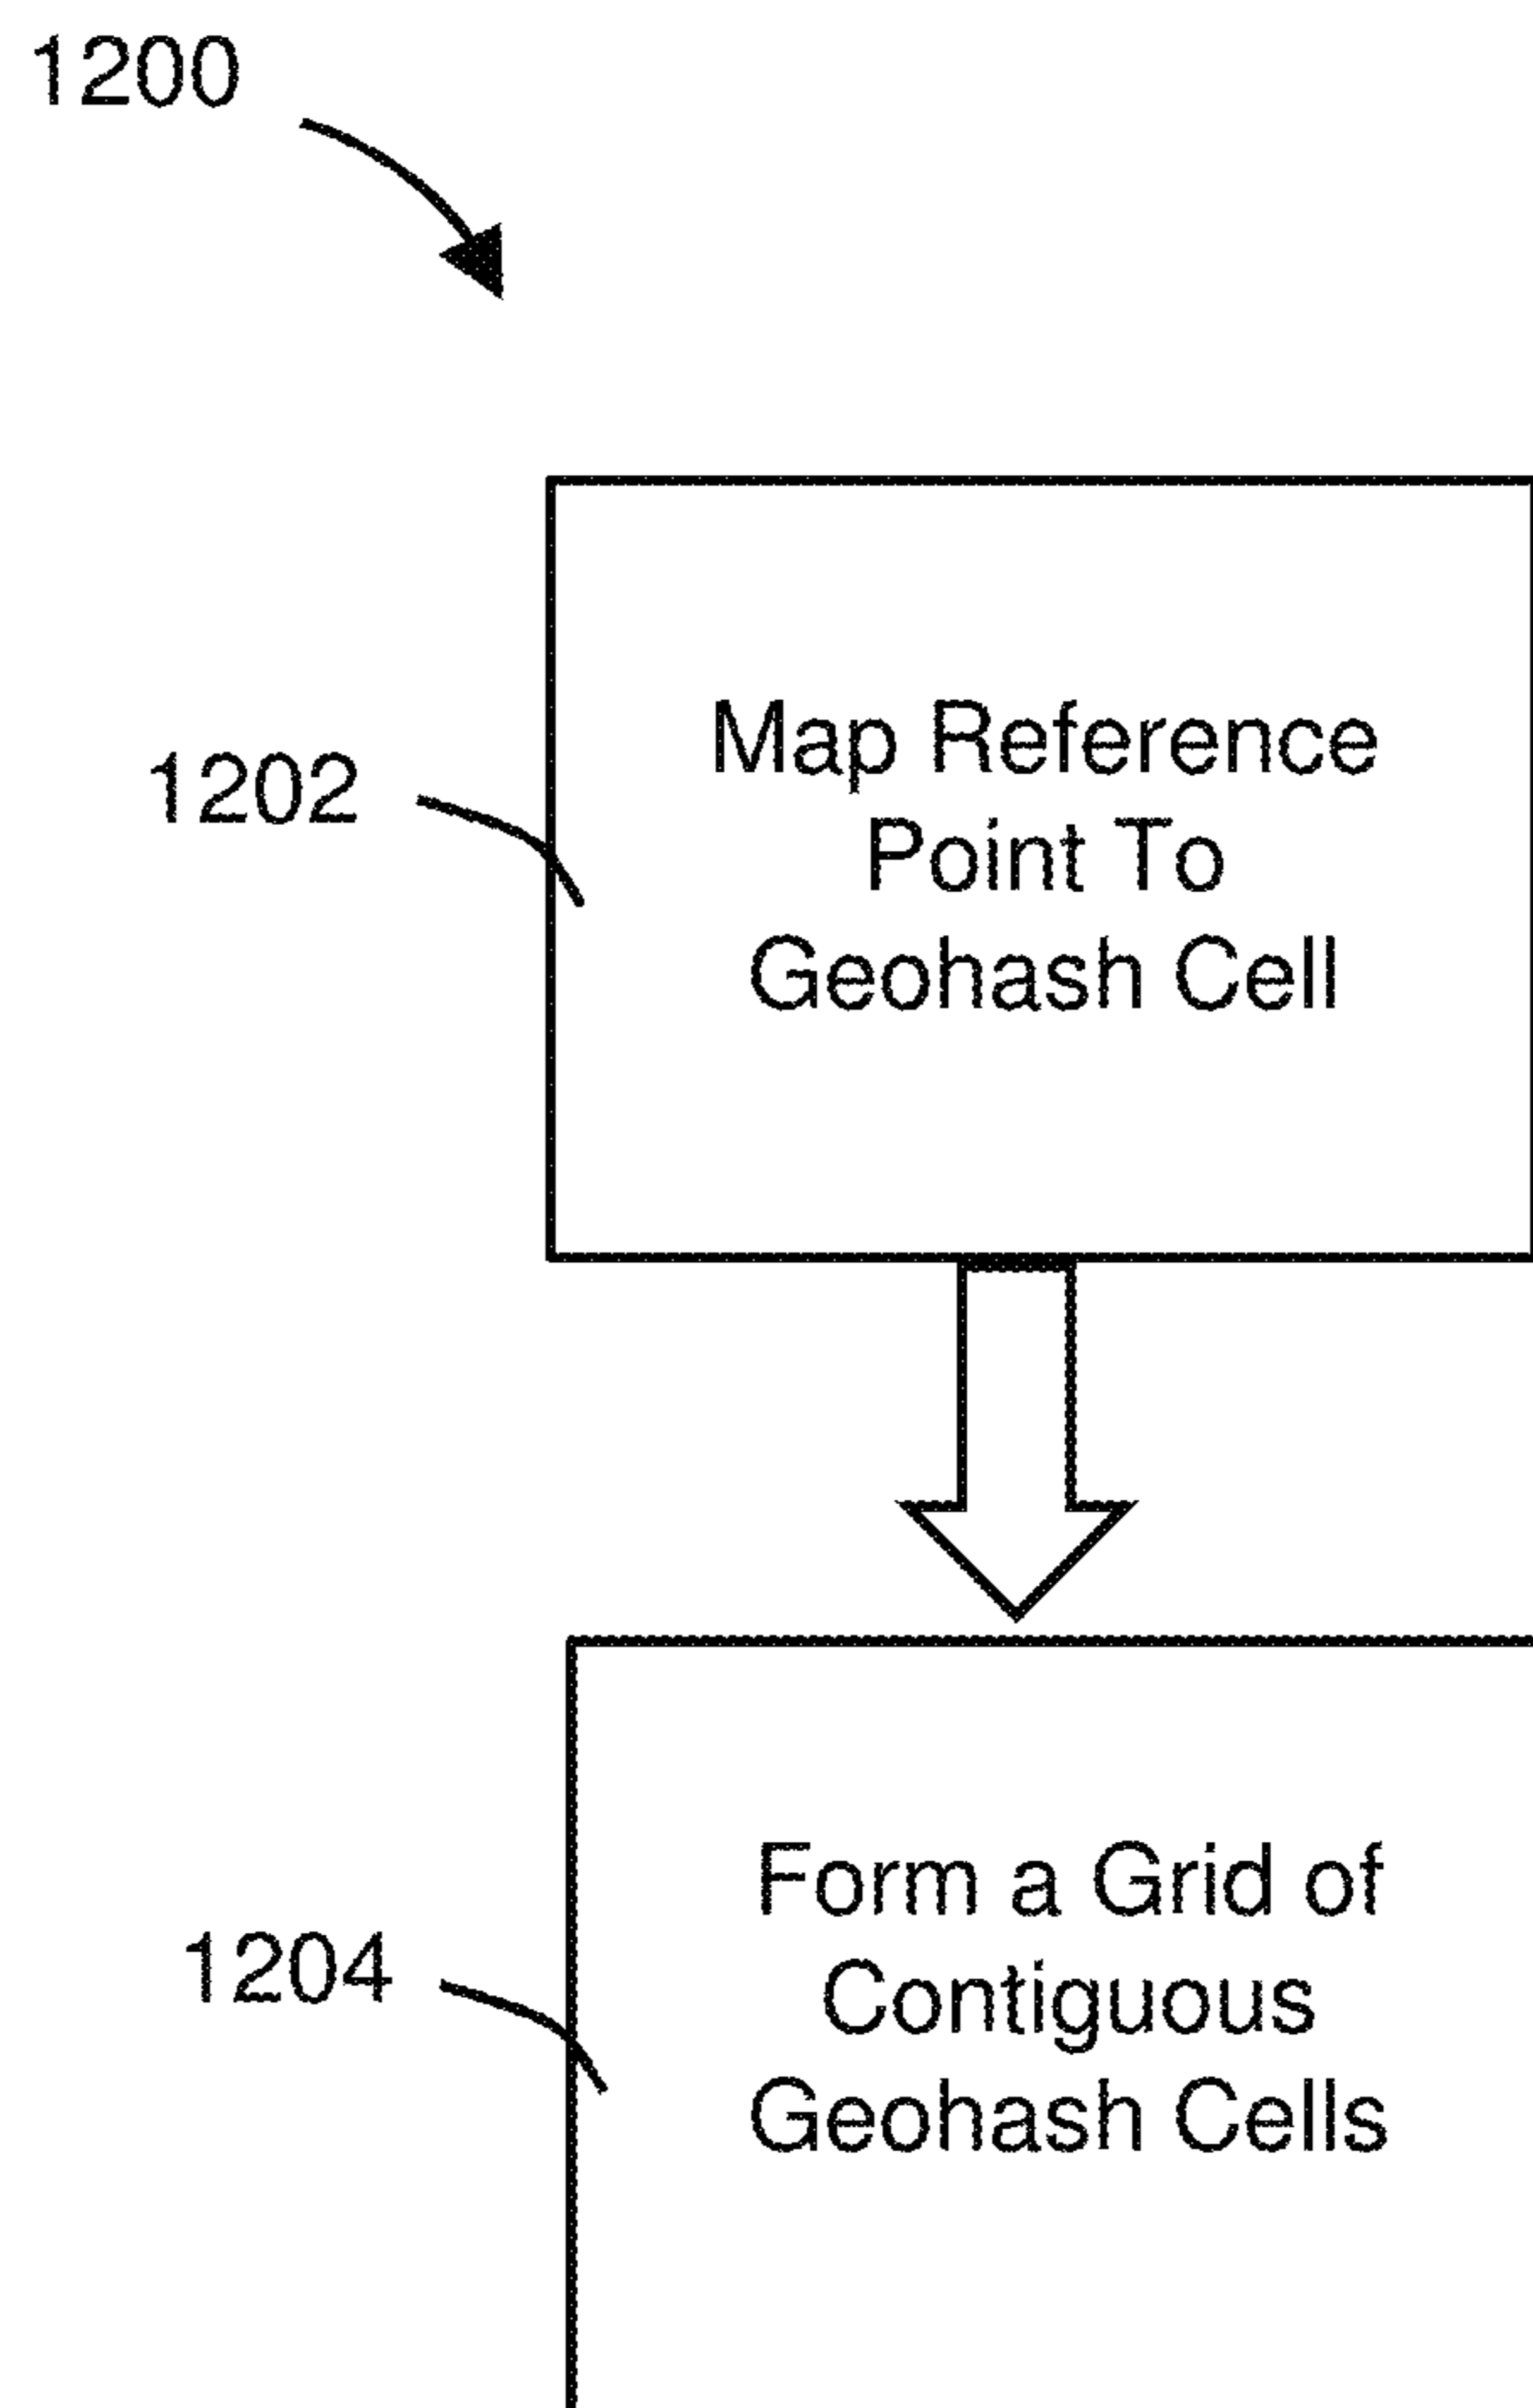 1200
1202
Map Reference
Point To
Geohash Cell
1204
Form a Grid of
Contiguous
Geohash Cells